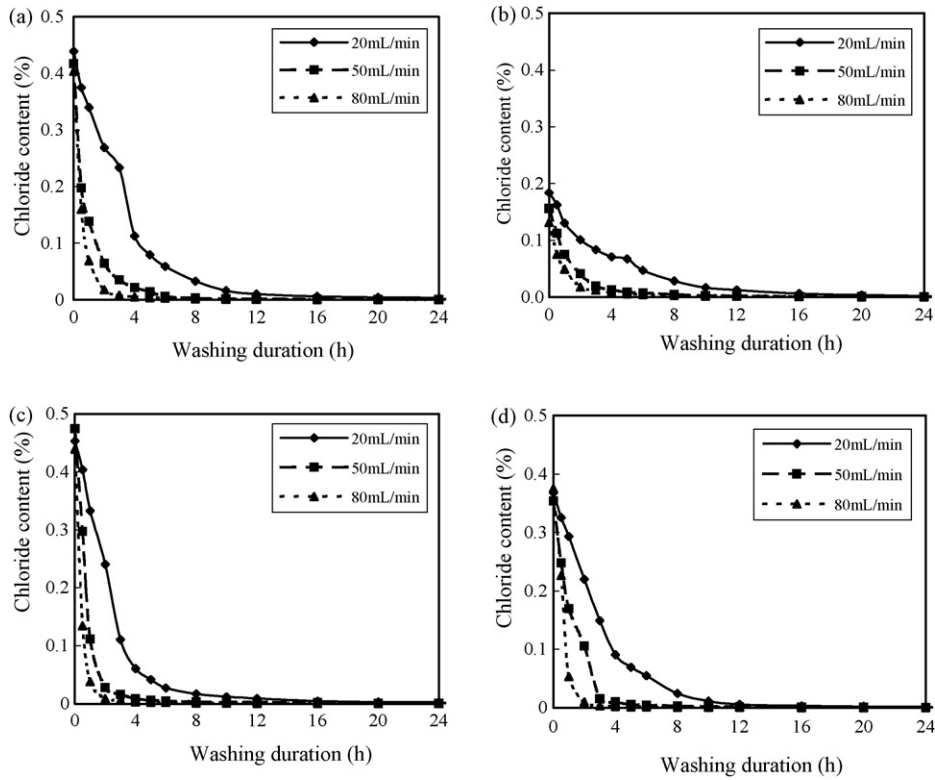 (a)
0.5
0.4
0.3
0.2
0.1
0
Chloride content (%)
20mL/min
50mL/min
80mL/min
0 4 8 12 16 20 24
Washing duration (h)
(b)
0.5
0.4
0.3
0.2
0.1
0.0
Chloride content (%)
20mL/min
50mL/min
80mL/min
0 4 8 12 16 20 24
Washing duration (h)
(c)
0.5
0.4
0.3
0.2
0.1
0
Chloride content (%)
20mL/min
50mL/min
80mL/min
0 4 8 12 16 20 24
Washing duration (h)
(d)
0.5
0.4
0.3
0.2
0.1
0
Chloride content (%)
20mL/min
50mL/min
80mL/min
0 4 8 12 16 20 24
Washing duration (h)